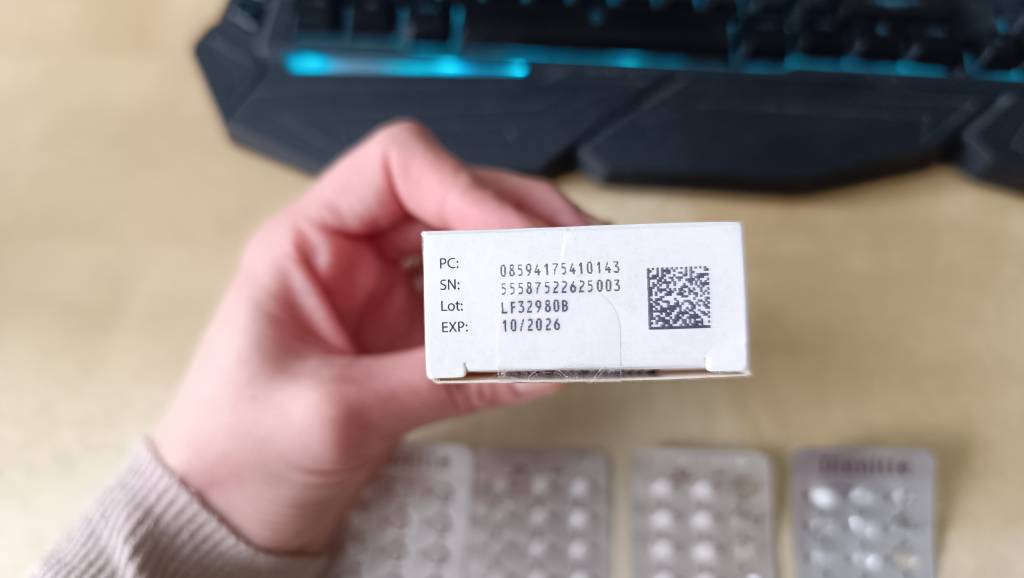 PC: 08594175410143
SN: 55587522625003
Lot: LF32980B
EXP: 10/2026